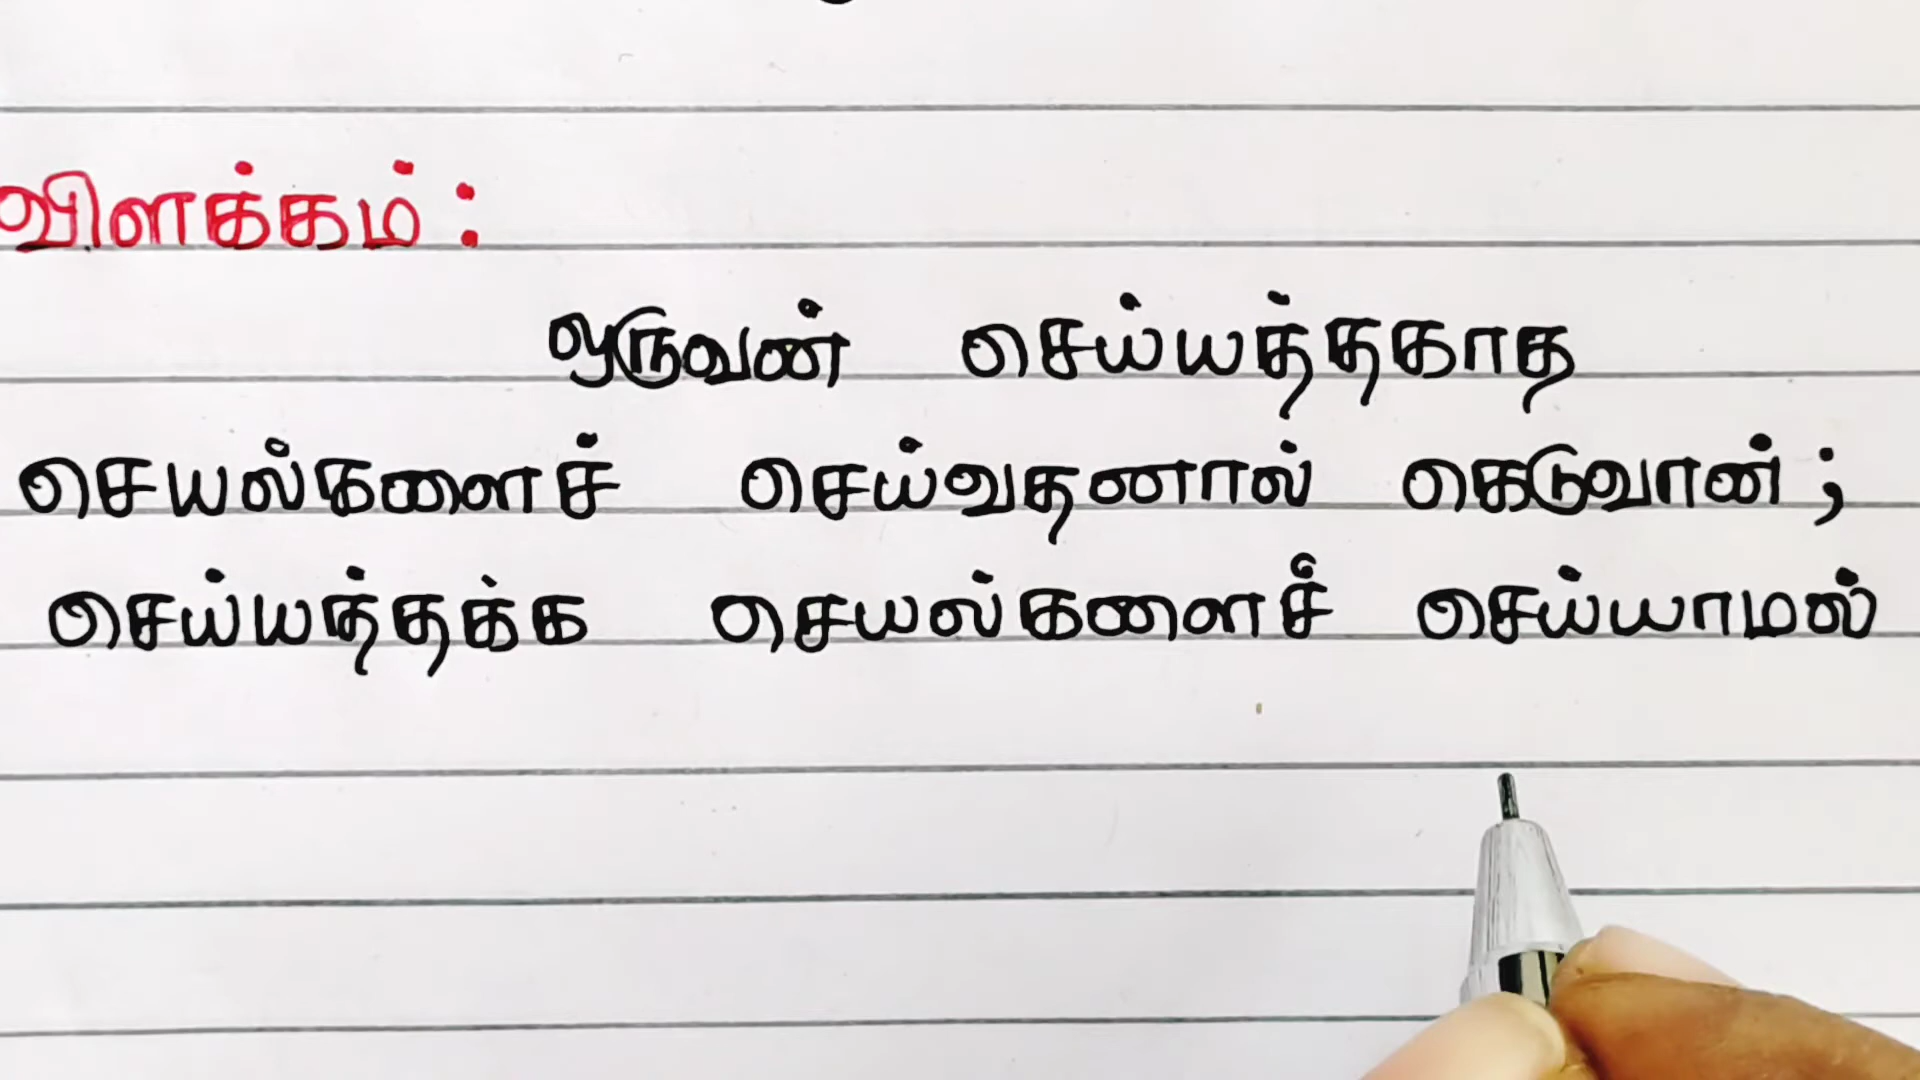 விளக்கம் :
ஒருவன் செய்யத்தகாத
செயல்களைச் செய்வதனால் கெடுவான் ;
செய்யத்தக்க செயல்களைச் செய்யாமல்